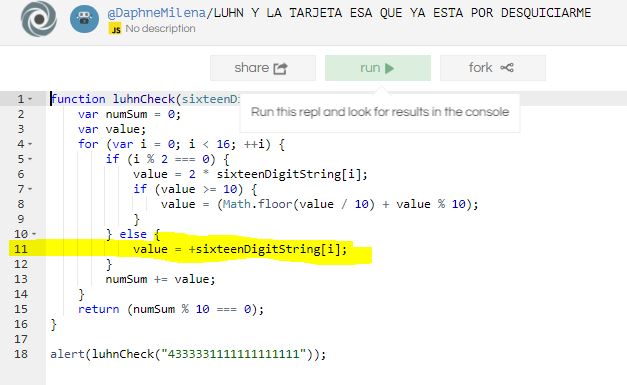 @DaphneMilena/LUHN Y LA TARJETA ESA QUE YA ESTA POR DESQUICIARME
JS No description
share run fork
Run this repl and look for results in the console
1 function luhnCheck(sixteenDi
2 var numSum = 0;
3 var value;
4 for (var i = 0; i < 16; ++i) {
5 if (i % 2 === 0) {
6 value = 2 * sixteenDigitString[i];
7 if (value >= 10) {
8 value = (Math.floor(value / 10) + value % 10);
9 }
10 } else {
11 value = +sixteenDigitString[i];
12 }
13 numSum += value;
14 }
15 return (numSum % 10 === 0);
16 }
17
18 alert(luhnCheck(""));